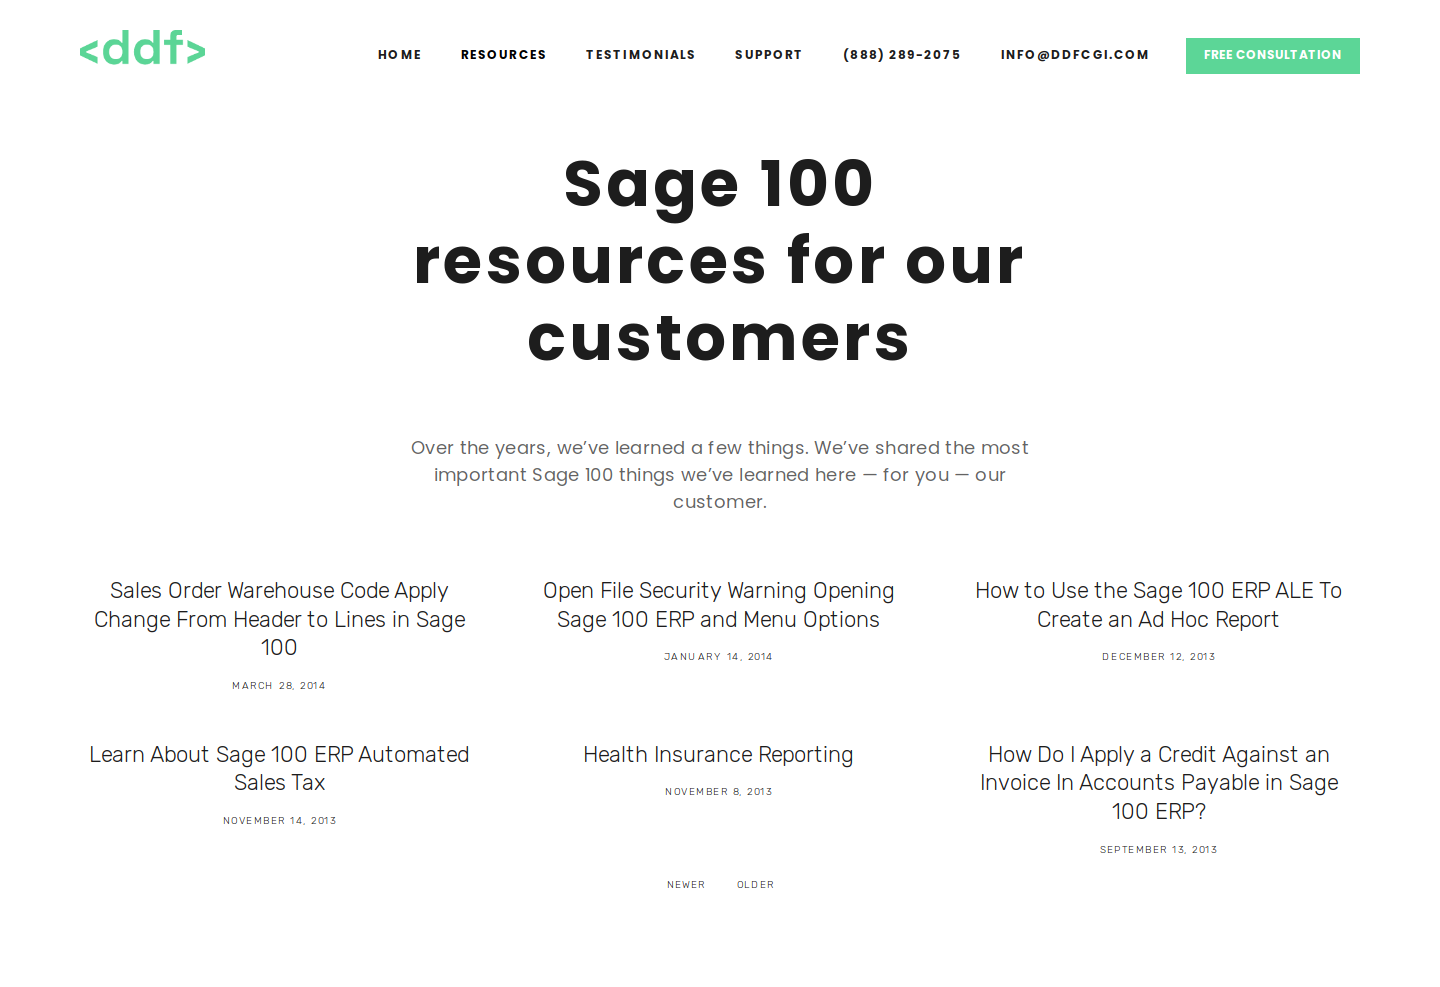 <ddf>
HOME RESOURCES TESTIMONIALS SUPPORT (888) 289-2075 INFO@DDFCGI.COM FREE CONSULTATION
Sage 100
resources for our
customers
Over the years, we’ve learned a few things. We’ve shared the most
important Sage 100 things we’ve learned here — for you — our
customer.
Sales Order Warehouse Code Apply
Change From Header to Lines in Sage
100
MARCH 28, 2014
Open File Security Warning Opening
Sage 100 ERP and Menu Options
JANUARY 14, 2014
How to Use the Sage 100 ERP ALE To
Create an Ad Hoc Report
DECEMBER 12, 2013
Learn About Sage 100 ERP Automated
Sales Tax
NOVEMBER 14, 2013
Health Insurance Reporting
NOVEMBER 8, 2013
How Do I Apply a Credit Against an
Invoice In Accounts Payable in Sage
100 ERP?
SEPTEMBER 13, 2013
NEWER OLDER